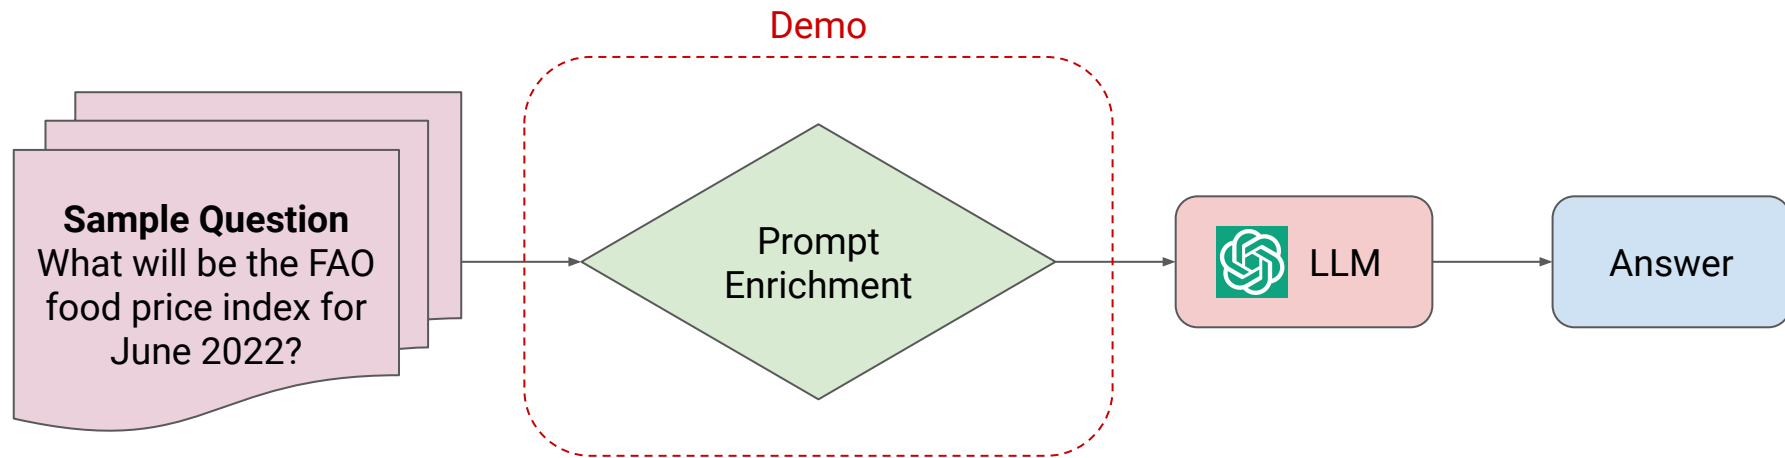 Demo
Sample Question
What will be the FAO
food price index for
June 2022?
Prompt
Enrichment
LLM
Answer